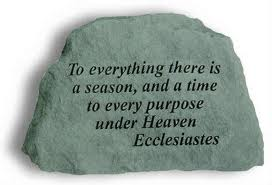 To everything there is
a season, and a time
to every purpose
under Heaven
Ecclesiastes